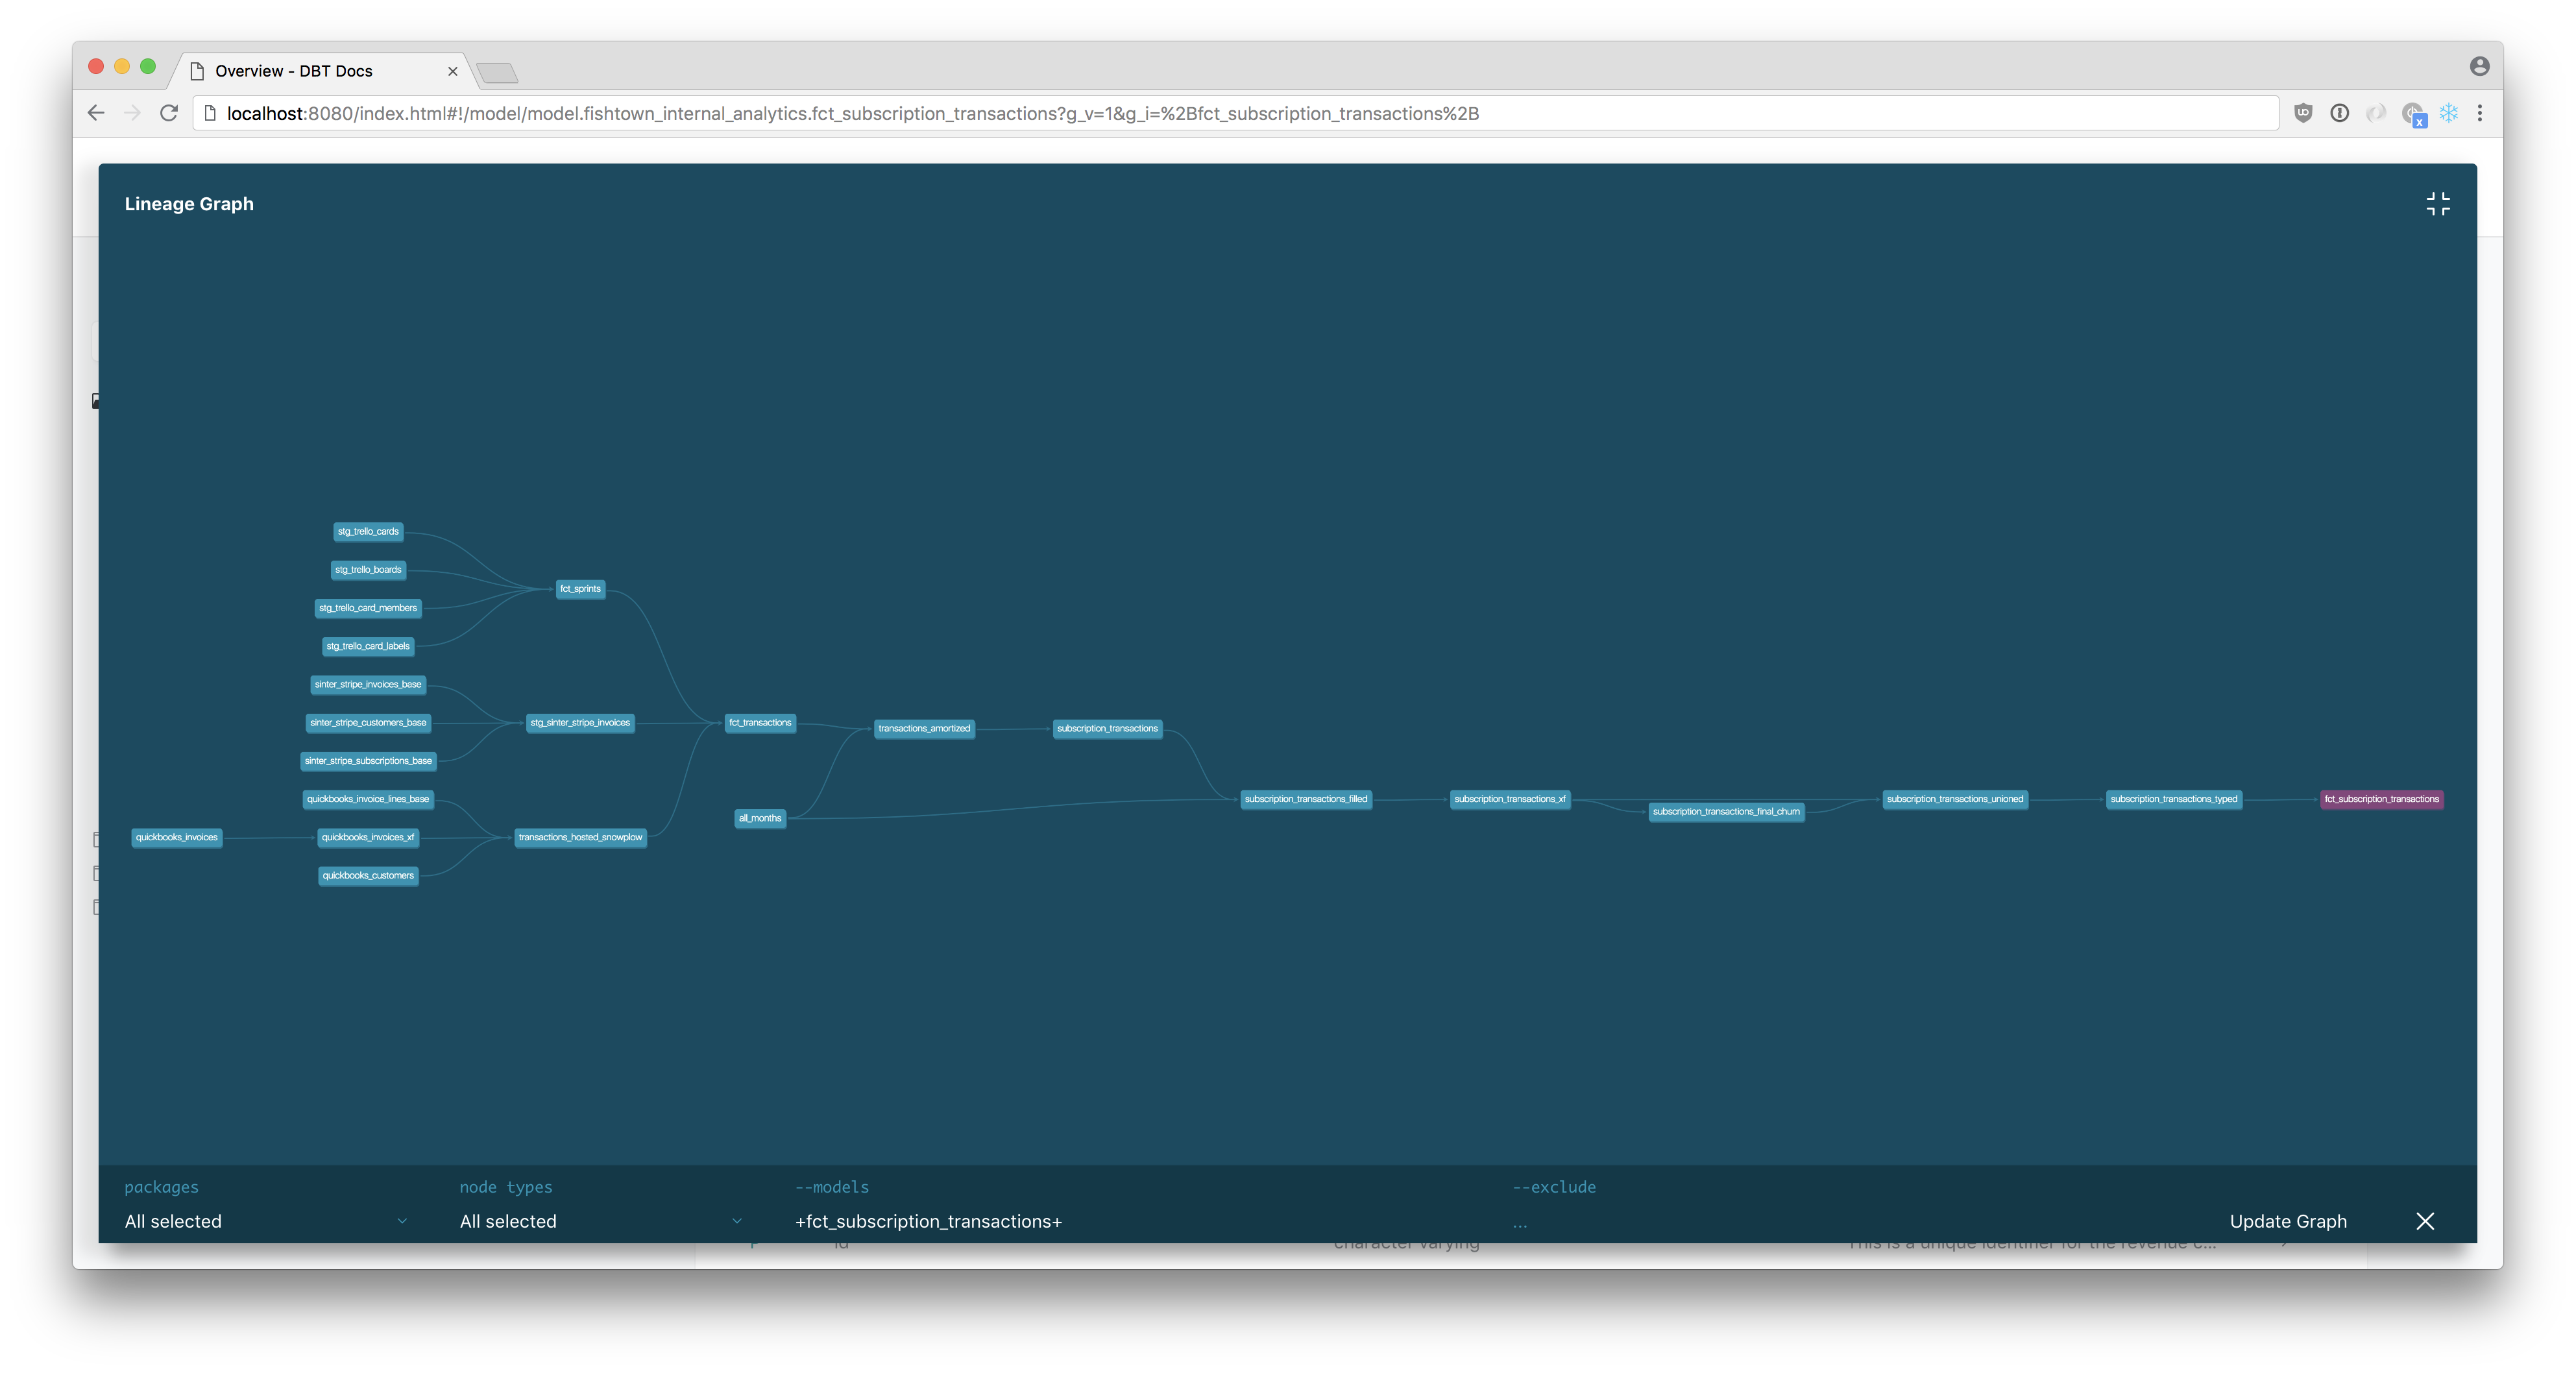 Overview - DBT Docs
localhost:8080/index.html#!/model/model.fishtown_internal_analytics.fct_subscription_transactions?g_v=1&g_i=%2Bfct_subscription_transactions%2B
Lineage Graph
stg_trello_cards
stg_trello_boards
fct_sprints
stg_trello_card_members
stg_trello_card_labels
sinter_stripe_invoices_base
sinter_stripe_customers_base
stg_sinter_stripe_invoices
fct_transactions
transactions_amortized
subscription_transactions
sinter_stripe_subscriptions_base
quickbooks_invoice_lines_base
all_months
subscription_transactions_filled
subscription_transactions_xf
subscription_transactions_final_churn
subscription_transactions_unioned
subscription_transactions_typed
fct_subscription_transactions
quickbooks_invoices
quickbooks_invoices_xf
transactions_hosted_snowplow
quickbooks_customers
packages
node types
--models
--exclude
All selected
All selected
+fct_subscription_transactions+
...
Update Graph
id
character varying
This is a unique identifier for the revenue c...